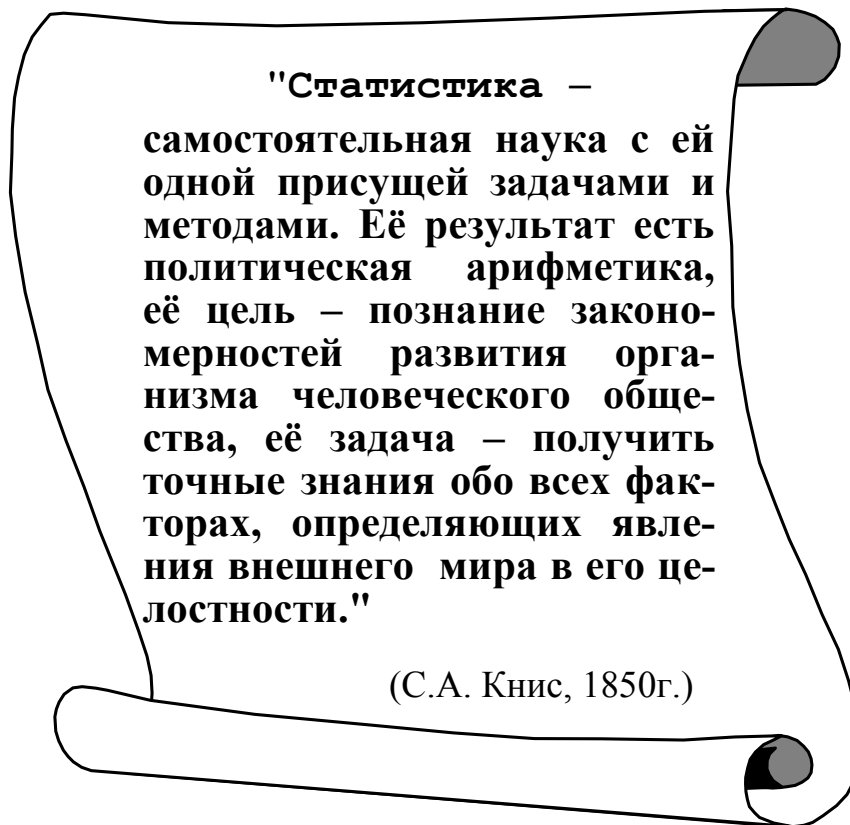 "Статистика –
самостоятельная наука с ей
одной присущей задачами и
методами. Её результат есть
политическая арифметика,
её цель – познание законо-
мерностей развития орга-
низма человеческого обще-
ства, её задача – получить
точные знания обо всех фак-
торах, определяющих явле-
ния внешнего мира в его це-
лостности."
(С.А. Книс, 1850г.)